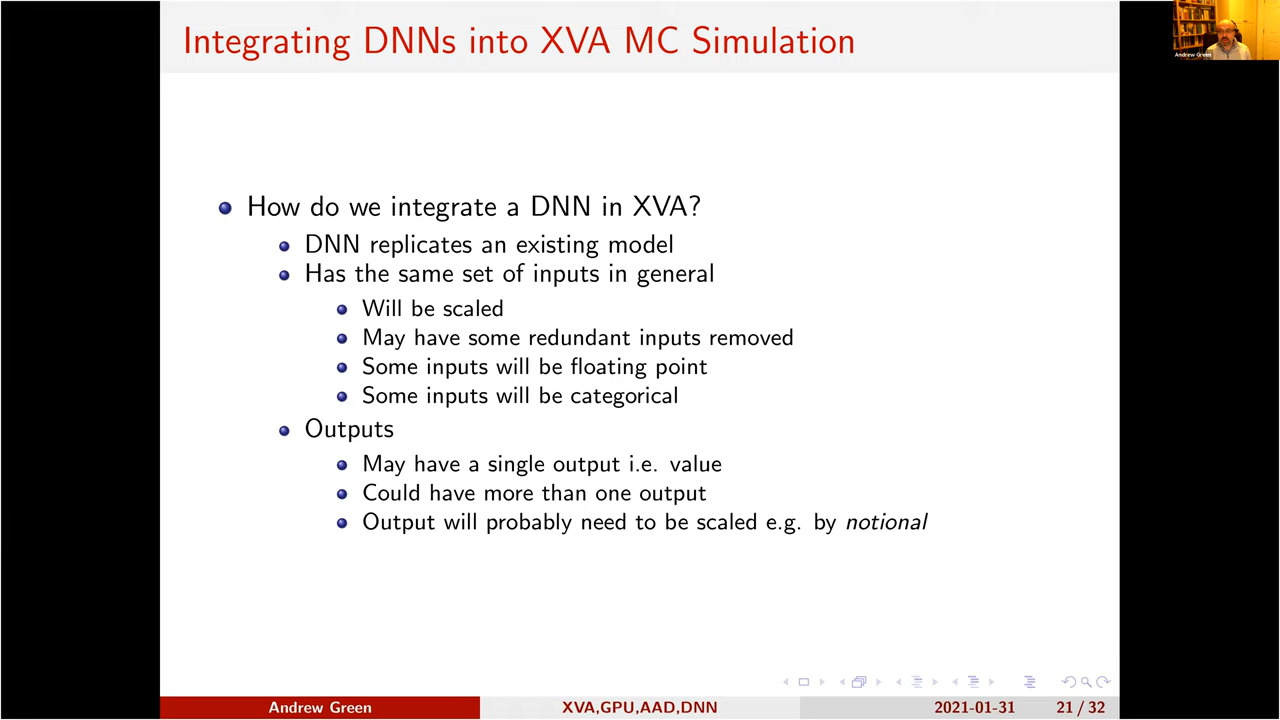 Integrating DNNs into XVA MC Simulation
Andrew Green
How do we integrate a DNN in XVA?
DNN replicates an existing model
Has the same set of inputs in general
Will be scaled
May have some redundant inputs removed
Some inputs will be floating point
Some inputs will be categorical
Outputs
May have a single output i.e. value
Could have more than one output
Output will probably need to be scaled e.g. by notional
Andrew Green
XVA,GPU,AAD,DNN
2021-01-31
21 / 32